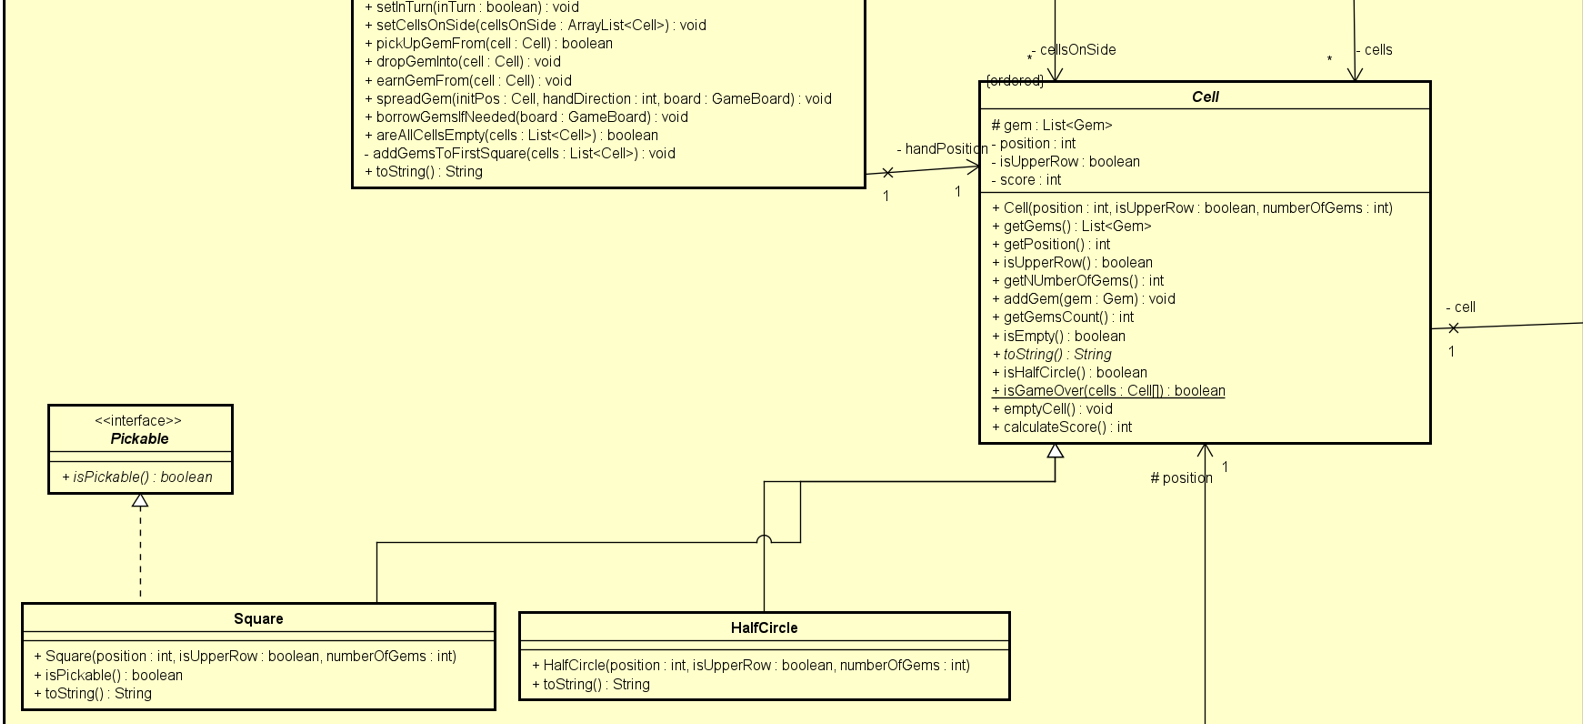 + setInTurn(inTurn : boolean) : void
+ setCellsOnSide(cellsOnSide : ArrayList<Cell>) : void
+ pickUpGemFrom(cell : Cell) : boolean
+ dropGemInto(cell : Cell) : void
+ earnGemFrom(cell : Cell) : void
+ spreadGem(initPos : Cell, handDirection : int, board : GameBoard) : void
+ borrowGemsIfNeeded(board : GameBoard) : void
+ areAllCellsEmpty(cells : List<Cell>) : boolean
- addGemsToFirstSquare(cells : List<Cell>) : void
+ toString() : String
- handPosition
1
1
- cellsOnSide
*
{ordered}
- cells
*
Cell
# gem : List<Gem>
- position : int
- isUpperRow : boolean
- score : int
+ Cell(position : int, isUpperRow : boolean, numberOfGems : int)
+ getGems() : List<Gem>
+ getPosition() : int
+ isUpperRow() : boolean
+ getNUmberOfGems() : int
+ addGem(gem : Gem) : void
+ getGemsCount() : int
+ isEmpty() : boolean
+ toString() : String
+ isHalfCircle() : boolean
+ isGameOver(cells : Cell[]) : boolean
+ emptyCell() : void
+ calculateScore() : int
- cell
1
# position
1
<<interface>>
Pickable
+ isPickable() : boolean
Square
+ Square(position : int, isUpperRow : boolean, numberOfGems : int)
+ isPickable() : boolean
+ toString() : String
HalfCircle
+ HalfCircle(position : int, isUpperRow : boolean, numberOfGems : int)
+ toString() : String